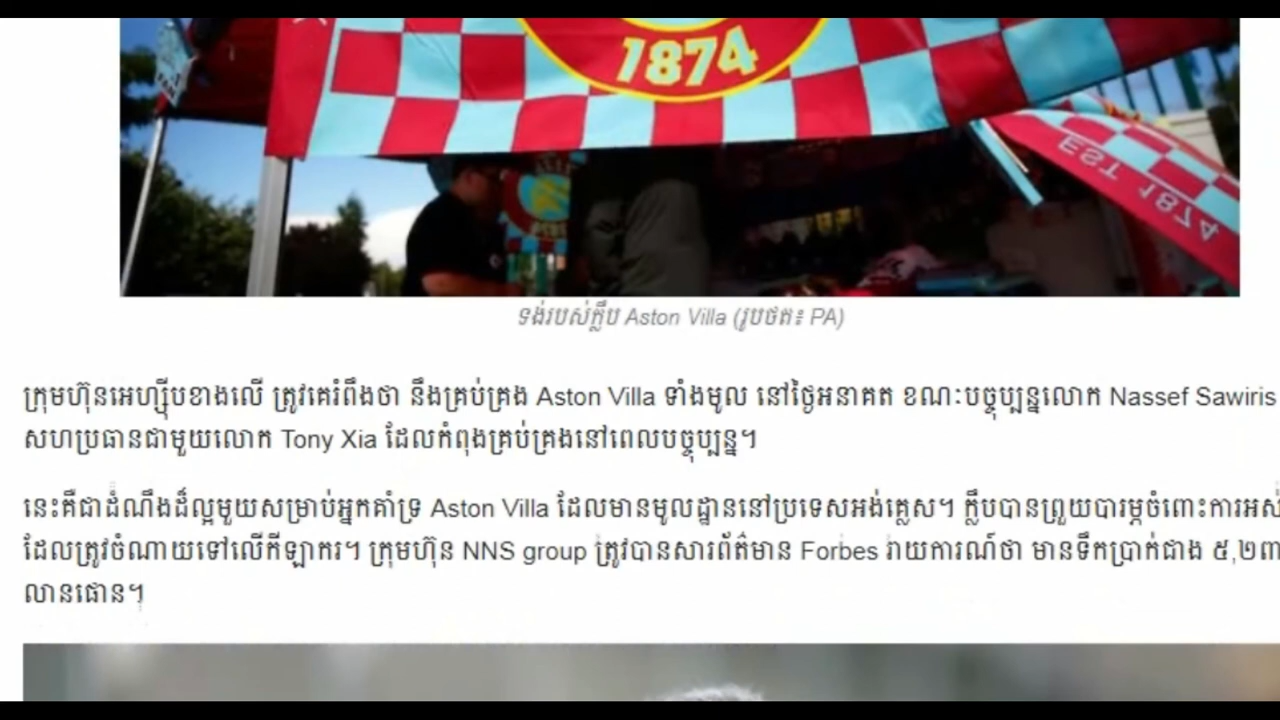 1874
EST 1874
ទង់របស់ក្លឹប Aston Villa (រូបថត៖ PA)
ក្រុមហ៊ុនអេហ្ស៊ីបខាងលើ ត្រូវគេរំពឹងថា នឹងគ្រប់គ្រង Aston Villa ទាំងមូល នៅថ្ងៃអនាគត ខណៈបច្ចុប្បន្នលោក Nassef Sawiris
សហប្រធានជាមួយលោក Tony Xia ដែលកំពុងគ្រប់គ្រងនៅពេលបច្ចុប្បន្ន។
នេះគឺជាដំណឹងដ៏ល្អមួយសម្រាប់អ្នកគាំទ្រ Aston Villa ដែលមានមូលដ្ឋាននៅប្រទេសអង់គ្លេស។ ក្លឹបបានព្រួយបារម្ភចំពោះការ
ដែលត្រូវចំណាយទៅលើកីឡាករ។ ក្រុមហ៊ុន NNS group ត្រូវបានសារព័ត៌មាន Forbes រាយការណ៍ថា មានទឹកប្រាក់ជាង
លានផោន។